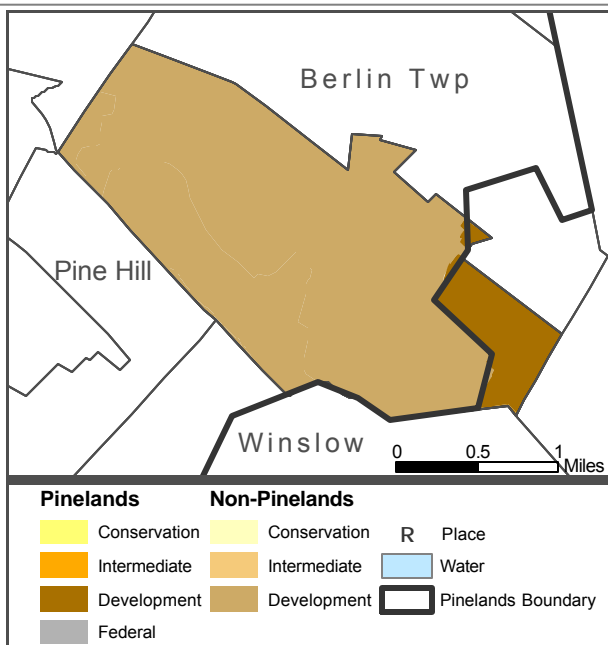 Berlin Twp
Pine Hill
Winslow
0 0.5 1
Miles
Pinelands Non-Pinelands
Conservation Conservation R Place
Intermediate Intermediate Water
Development Development Pinelands Boundary
Federal